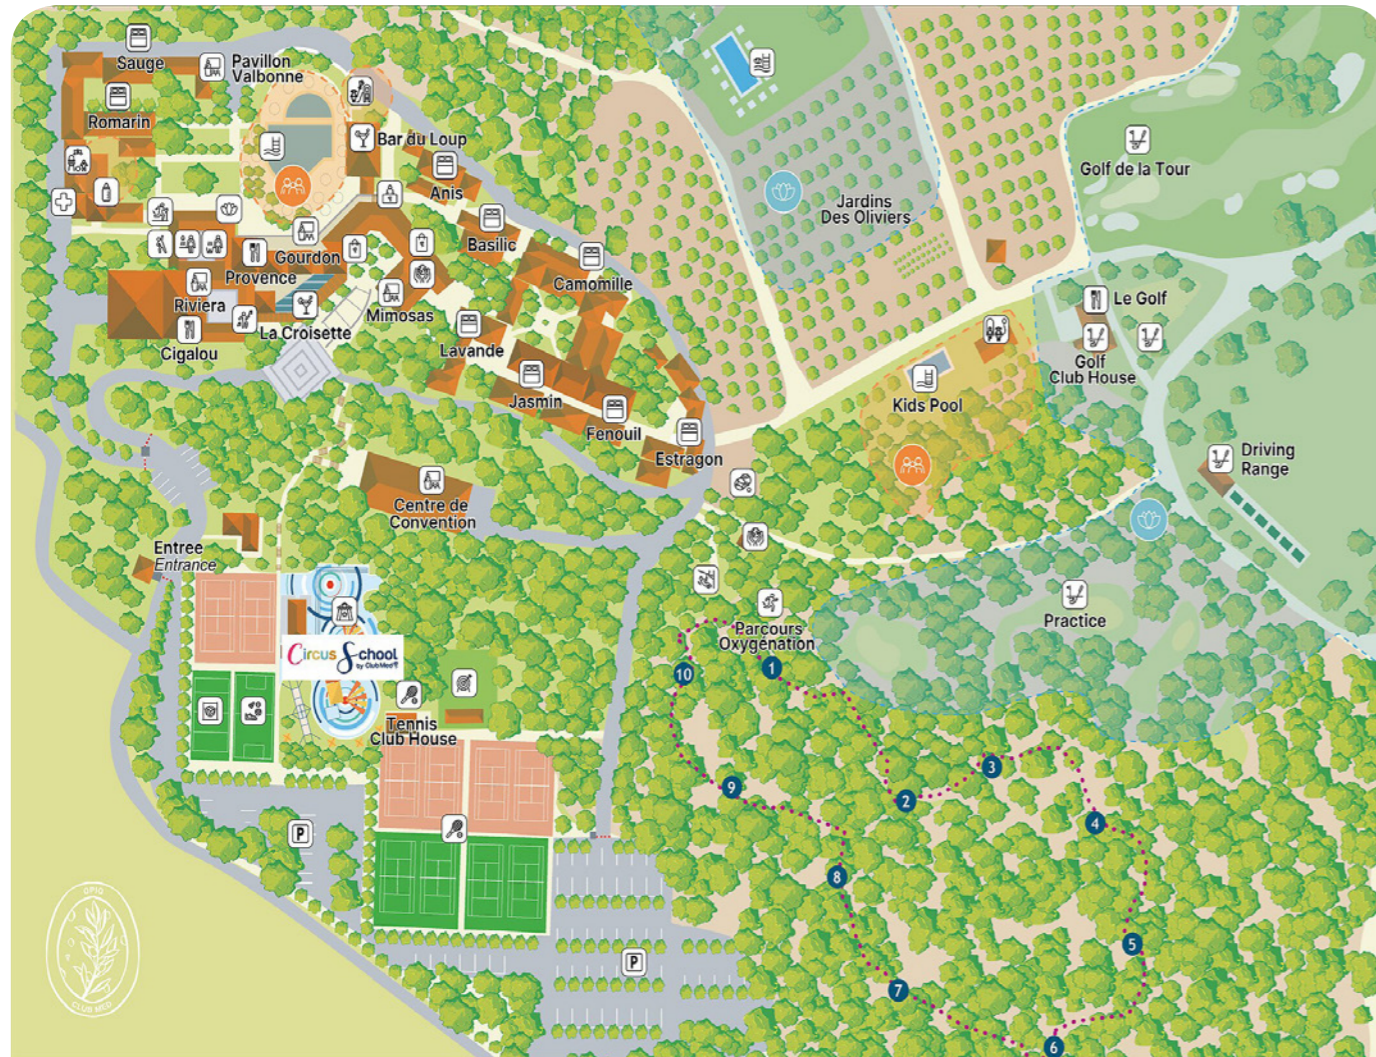 Sauge
Pavillon
Valbonne
Romarin
Bar du Loup
Anis
Basilic
Camomille
Gourdon
Provence
Riviera
La Croisette
Mimosas
Cigalou
Lavande
Jasmin
Fenouil
Estragon
Jardins
Des Oliviers
Golf de la Tour
Le Golf
Golf
Club House
Kids Pool
Driving
Range
Centre de
Convention
Entree
Entrance
Practice
Parcours
Oxygénation
Circus School
by Club Med
Tennis
Club House
1
2
3
4
5
6
7
8
9
10
P
P
OPIO
CLUB MED